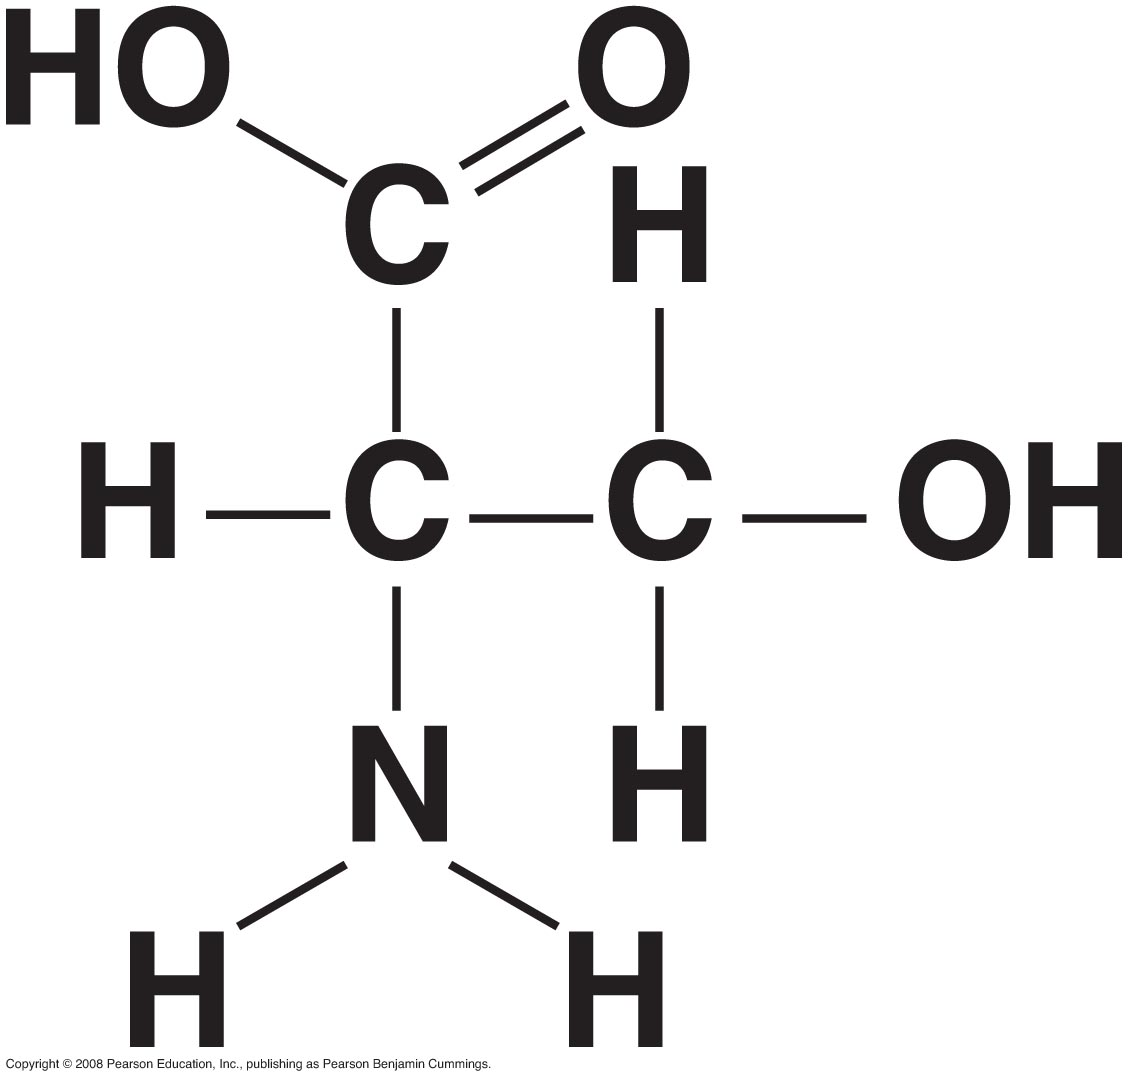 HO O
C H
H C C OH
N H
H H
Copyright © 2008 Pearson Education, Inc., publishing as Pearson Benjamin Cummings.